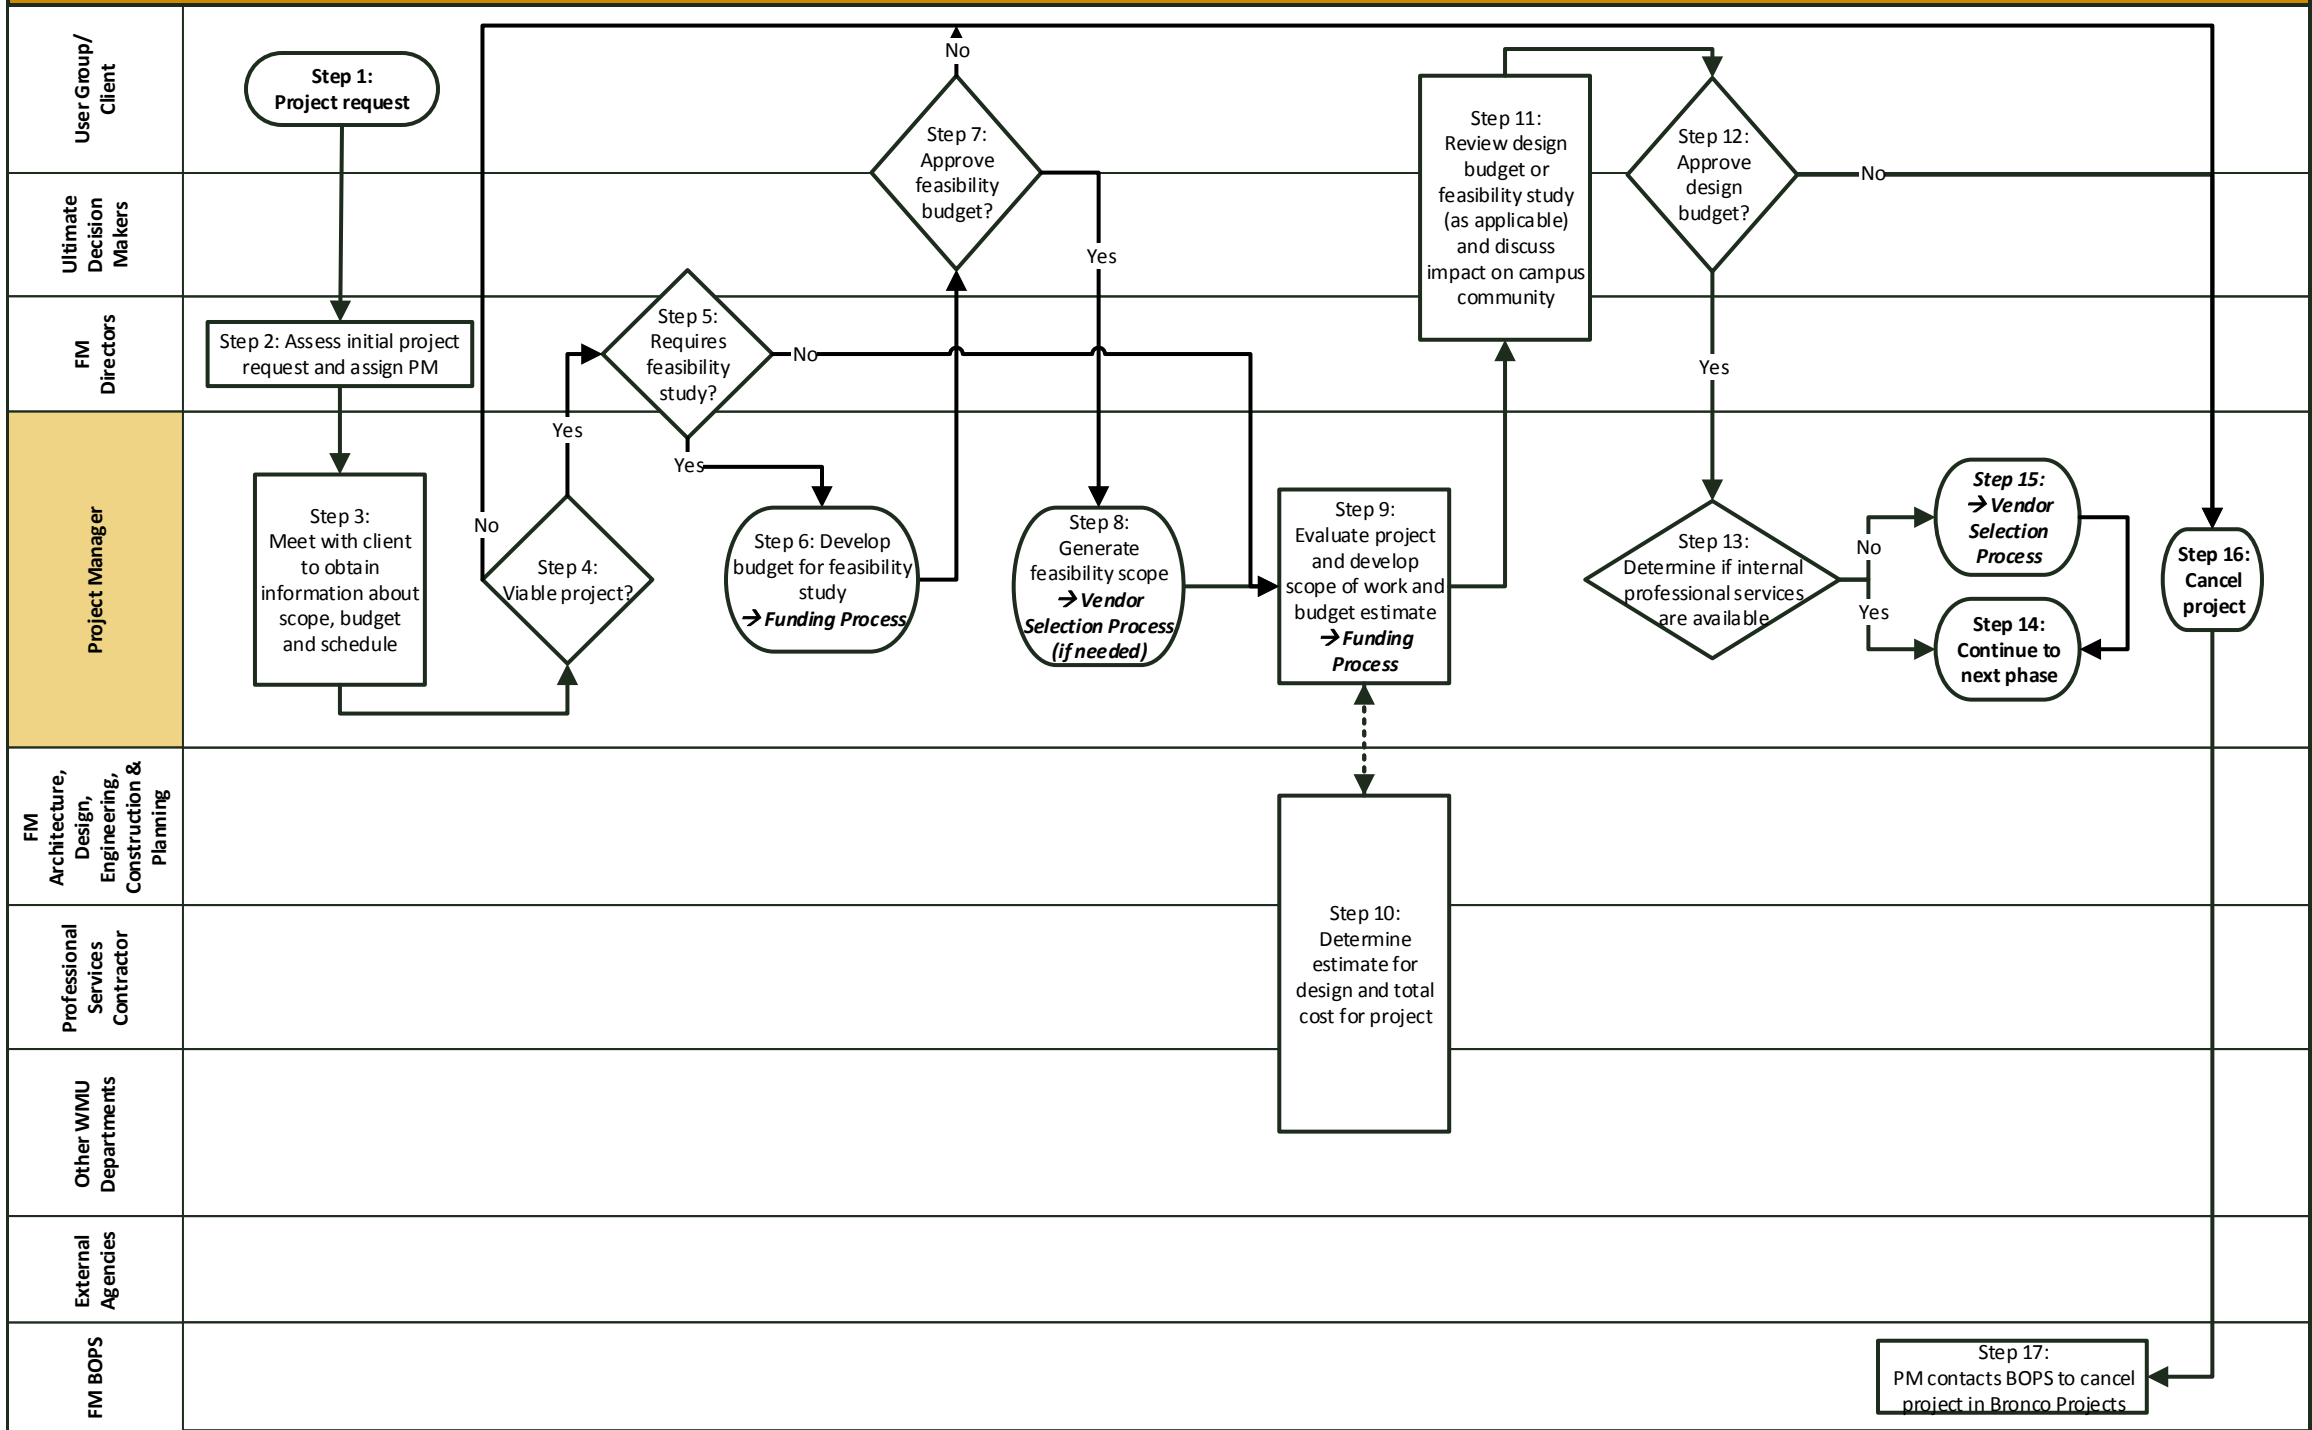 User Group/
Client
Ultimate
Decision
Makers
FM
Directors
Project Manager
FM
Architecture,
Design,
Engineering,
Construction &
Planning
Professional
Services
Contractor
Other WMU
Departments
External
Agencies
FM BOPS
Step 1:
Project request
Step 2: Assess initial project
request and assign PM
Step 3:
Meet with client
to obtain
information about
scope, budget
and schedule
No
Step 4:
Viable project?
Yes
Step 5:
Requires
feasibility
study?
No
Yes
Step 6: Develop
budget for feasibility
study
→ Funding Process
No
Step 7:
Approve
feasibility
budget?
Yes
Step 8:
Generate
feasibility scope
→ Vendor
Selection Process
(if needed)
Step 9:
Evaluate project
and develop
scope of work and
budget estimate
→ Funding
Process
Step 10:
Determine
estimate for
design and total
cost for project
Step 11:
Review design
budget or
feasibility study
(as applicable)
and discuss
impact on campus
community
Step 12:
Approve
design
budget?
No
Yes
Step 13:
Determine if internal
professional services
are available
No
Yes
Step 15:
→ Vendor
Selection
Process
Step 14:
Continue to
next phase
Step 16:
Cancel
project
Step 17:
PM contacts BOPS to cancel
project in Bronco Projects